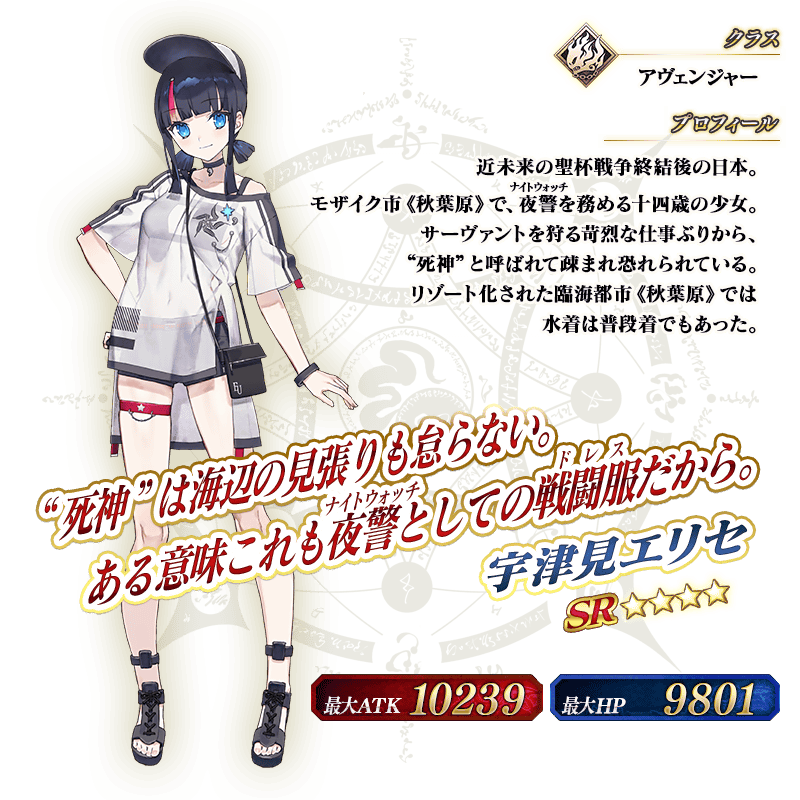 クラス
アヴェンジャー
プロフィール
近未来の聖杯戦争終結後の日本。
ナイトウォッチ
モザイク市《秋葉原》で、夜警を務める十四歳の少女。
サーヴァントを狩る苛烈な仕事ぶりから、
“死神”と呼ばれて疎まれ恐れられている。
リゾート化された臨海都市《秋葉原》では
水着は普段着でもあった。
“死神”は海辺の見張りも怠らない。
ナイトウォッチ ドレス
ある意味これも夜警としての戦闘服だから。
宇津見エリセ
SR
最大ATK 10239
最大HP 9801